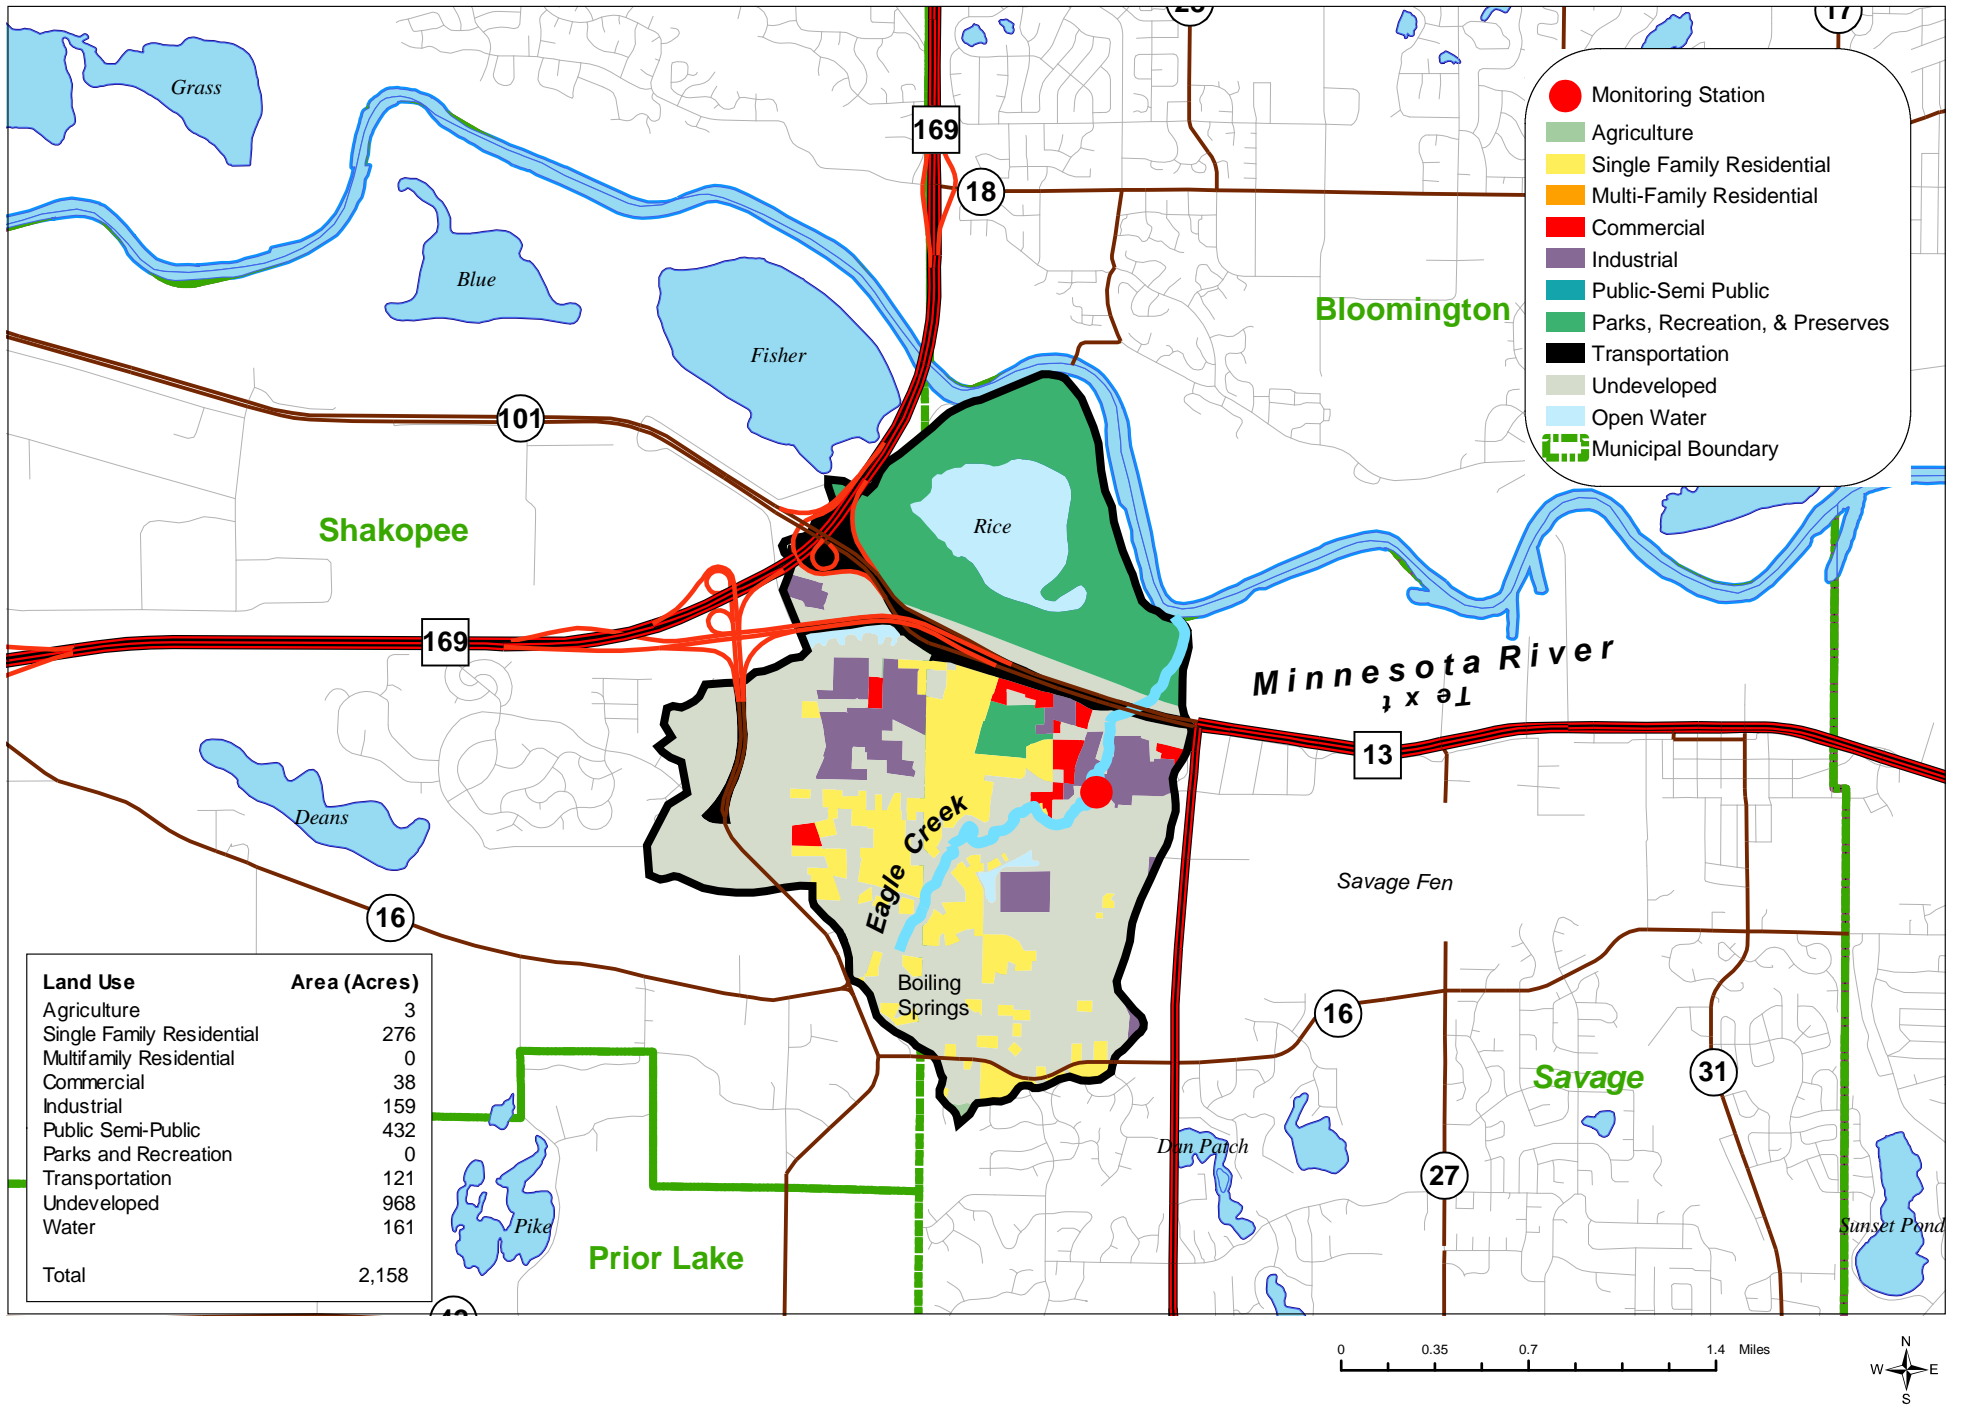 17
Grass
169
18
Monitoring Station
Agriculture
Single Family Residential
Multi-Family Residential
Commercial
Industrial
Public-Semi Public
Parks, Recreation, & Preserves
Transportation
Undeveloped
Open Water
Municipal Boundary
Blue
Bloomington
Fisher
101
Rice
Shakopee
169
Minnesota River
Text
13
Deans
Eagle Creek
Savage Fen
16
Boiling
Springs
16
Savage
31
Land Use Area (Acres)
Agriculture 3
Single Family Residential 276
Multifamily Residential 0
Commercial 38
Industrial 159
Public Semi-Public 432
Parks and Recreation 0
Transportation 121
Undeveloped 968
Water 161
Total 2,158
Dan Patch
27
Pike
Sunset Pond
Prior Lake
0 0.35 0.7 1.4 Miles
N
W E
S